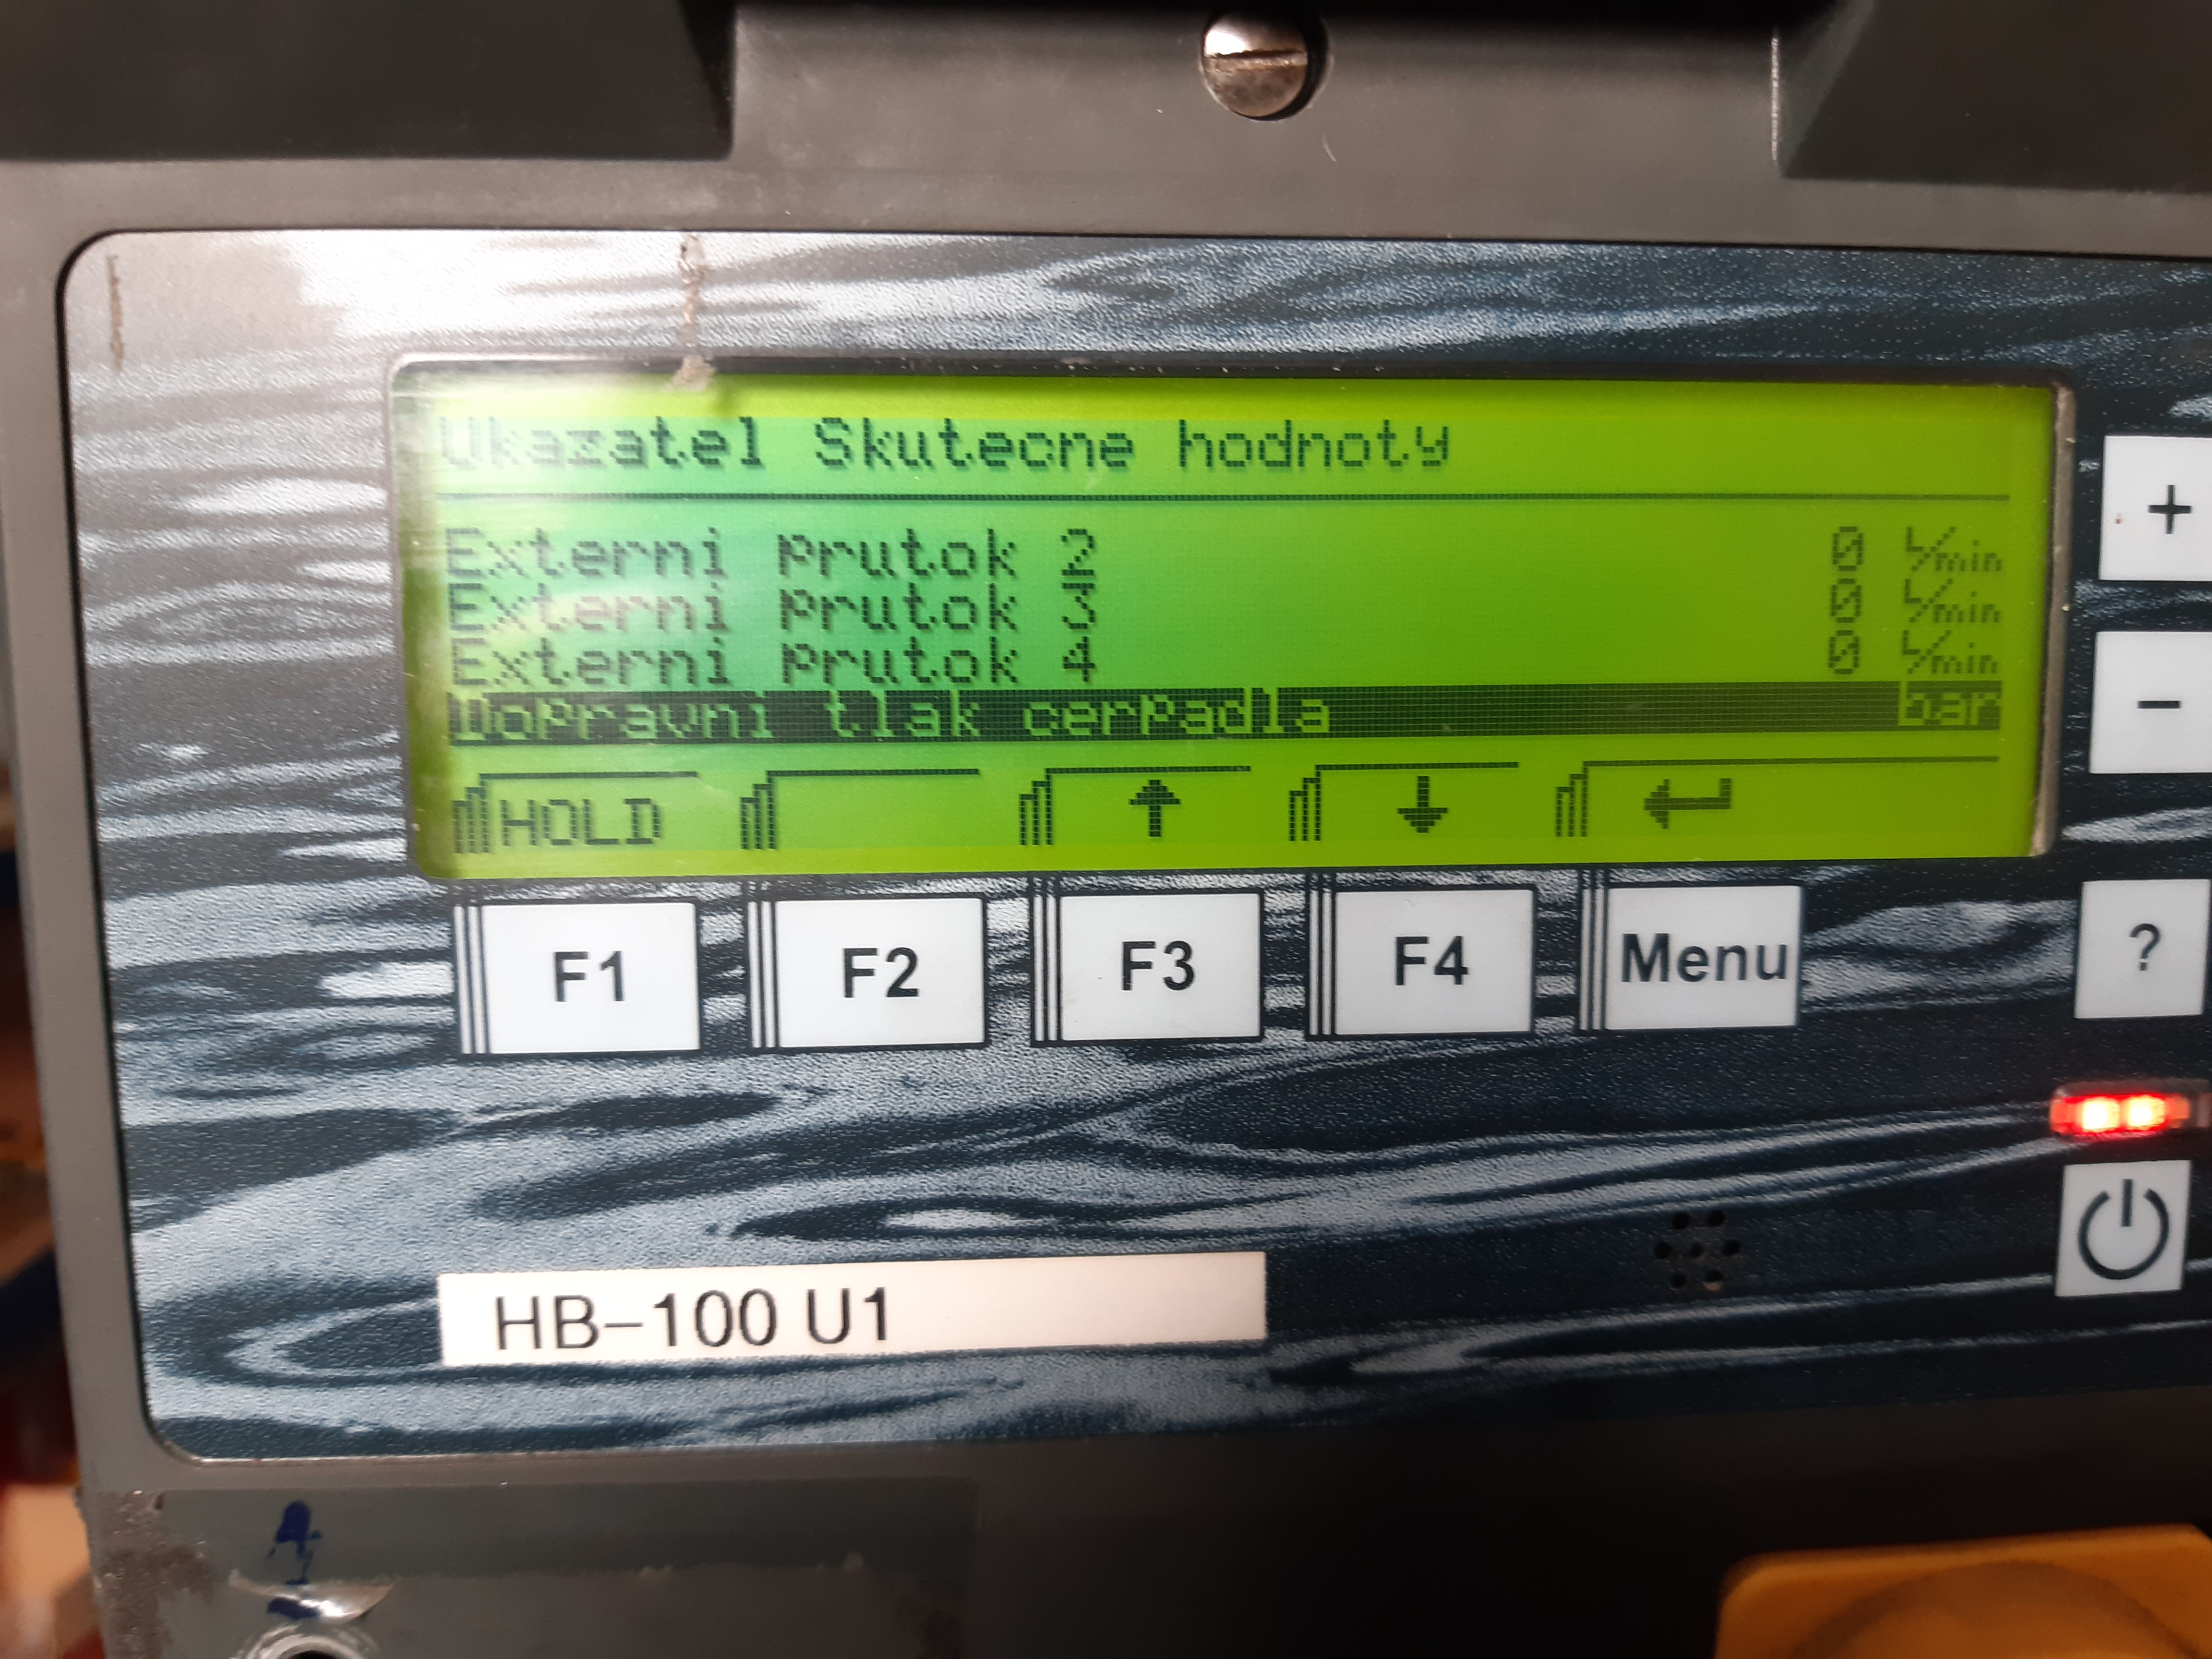 Ukazatel Skutecne hodnoty
Externi prutok 2 0 L/min
Externi prutok 3 0 L/min
Externi prutok 4 0 L/min
Dopravni tlak cerpadla bar
HOLD ↑ ↓ ↵
F1 F2 F3 F4 Menu
+
−
?
HB–100 U1
4